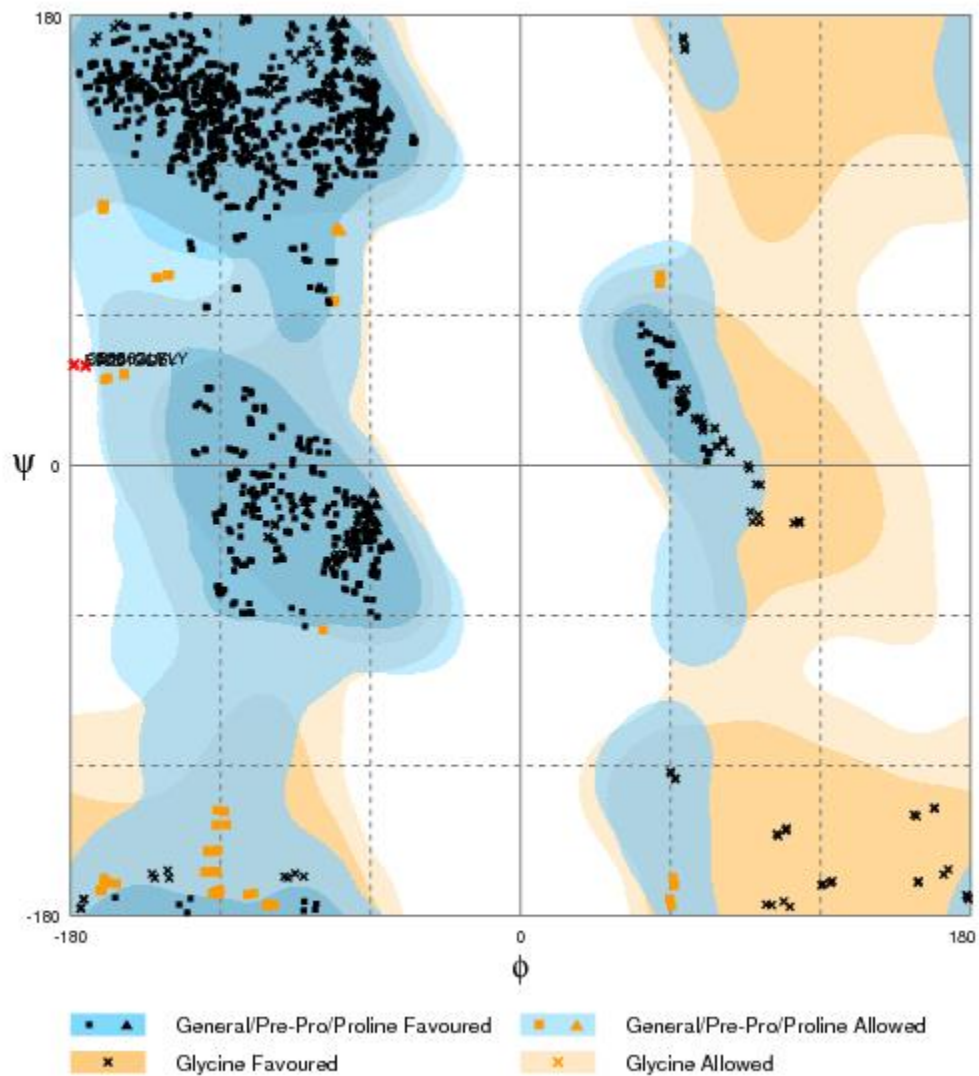 180
ψ
0
-180
-180
0
180
ϕ
General/Pre-Pro/Proline Favoured
General/Pre-Pro/Proline Allowed
Glycine Favoured
Glycine Allowed